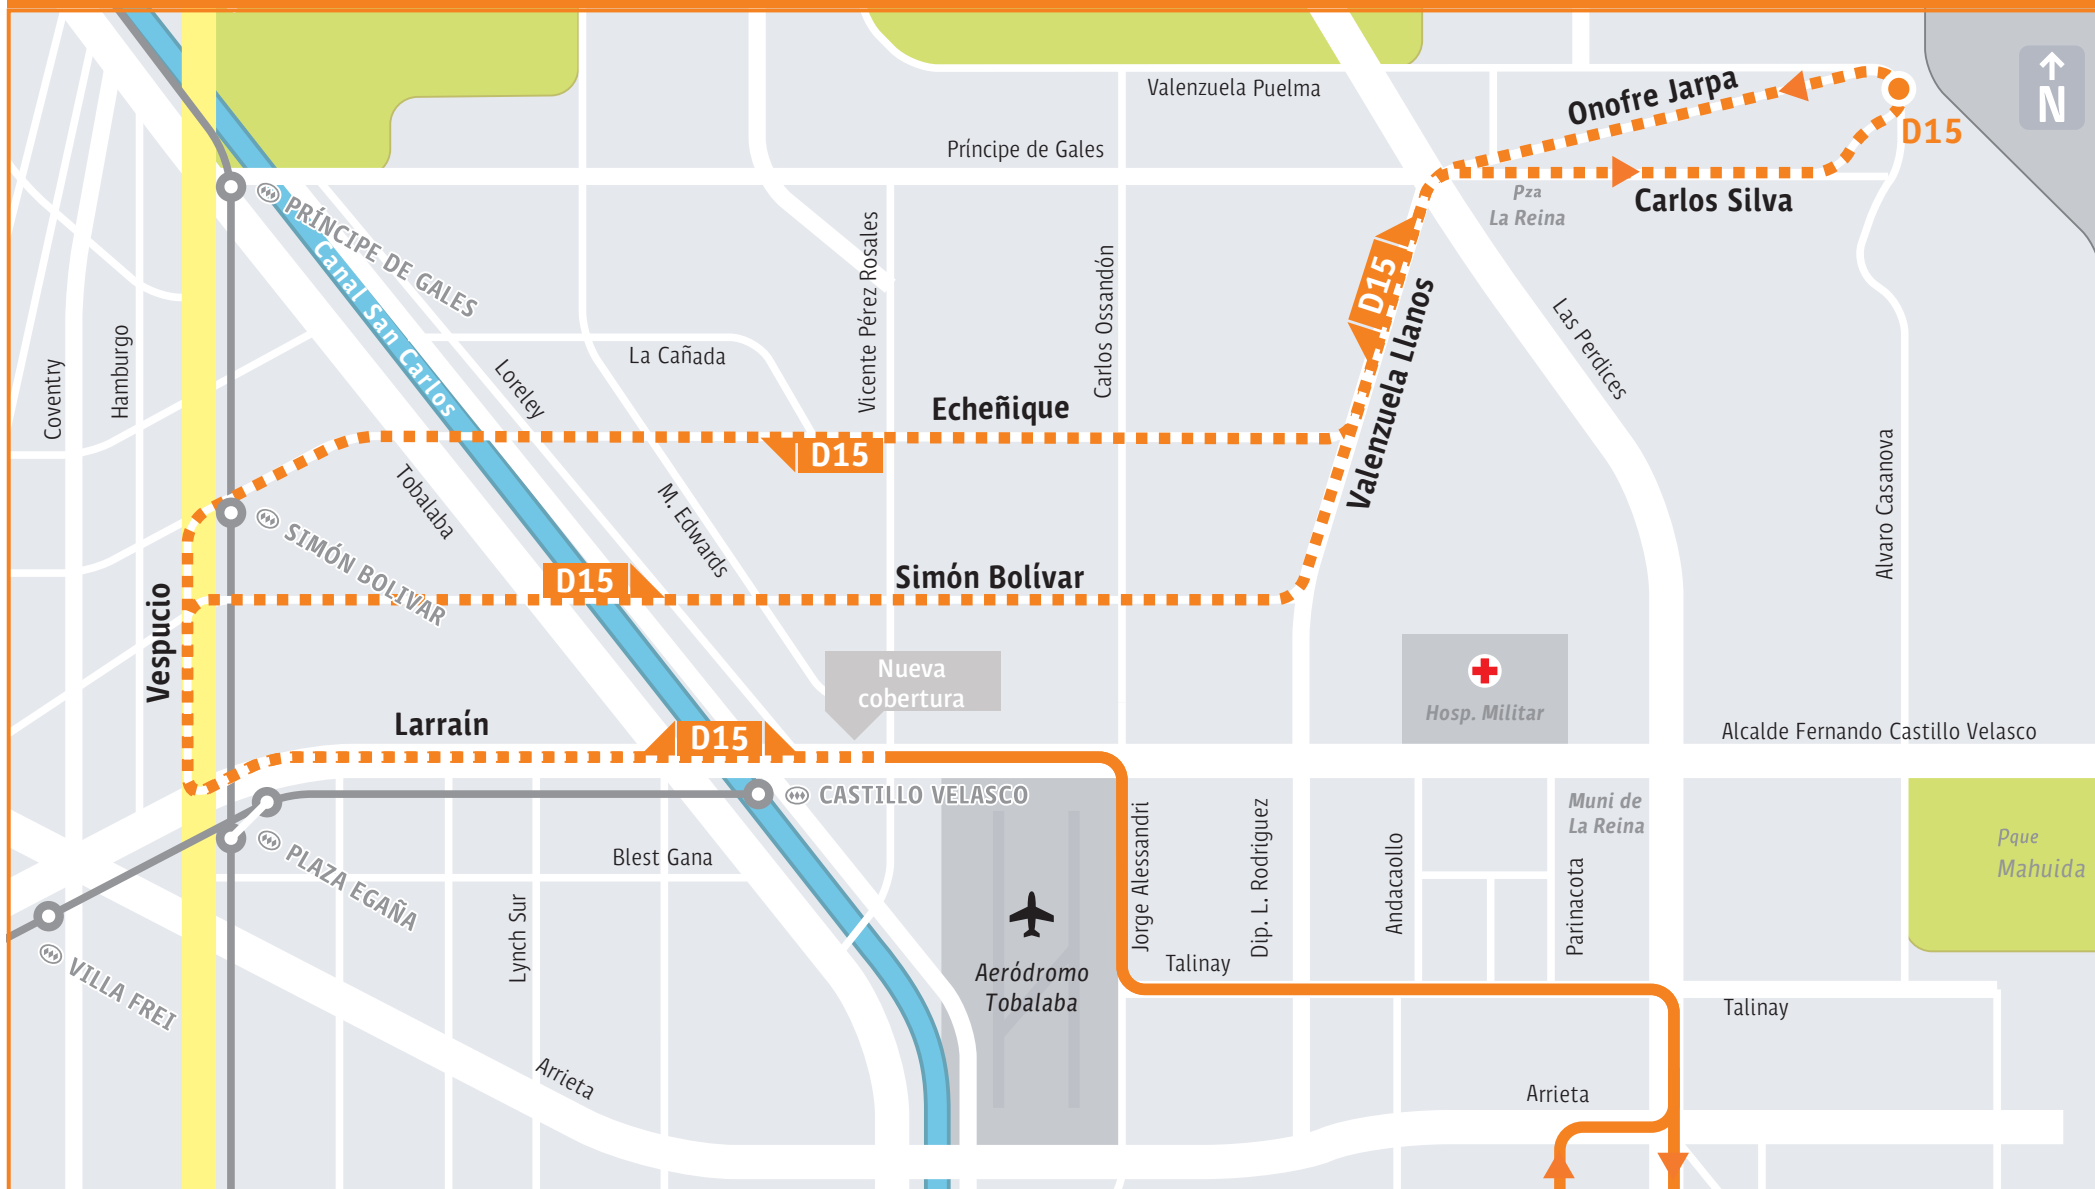 Valenzuela Puelma
Onofre Jarpa
N
D15
Príncipe de Gales
Carlos Silva
Pza
La Reina
PRÍNCIPE DE GALES
Canal San Carlos
Vicente Pérez Rosales
Carlos Ossandón
D15
Valenzuela Llanos
Las Perdices
Coventry
Hamburgo
La Cañada
Loreley
Echeñique
D15
Tobalaba
M. Edwards
Alvaro Casanova
SIMÓN BOLIVAR
D15
Simón Bolívar
Vespucio
Nueva
cobertura
Hosp. Militar
Larraín
D15
Alcalde Fernando Castillo Velasco
CASTILLO VELASCO
Jorge Alessandri
Dip. L. Rodriguez
Andacaollo
Muni de
La Reina
Parinacota
Pque
Mahuida
PLAZA EGAÑA
Blest Gana
Lynch Sur
VILLA FREI
Aeródromo
Tobalaba
Talinay
Talinay
Arrieta
Arrieta